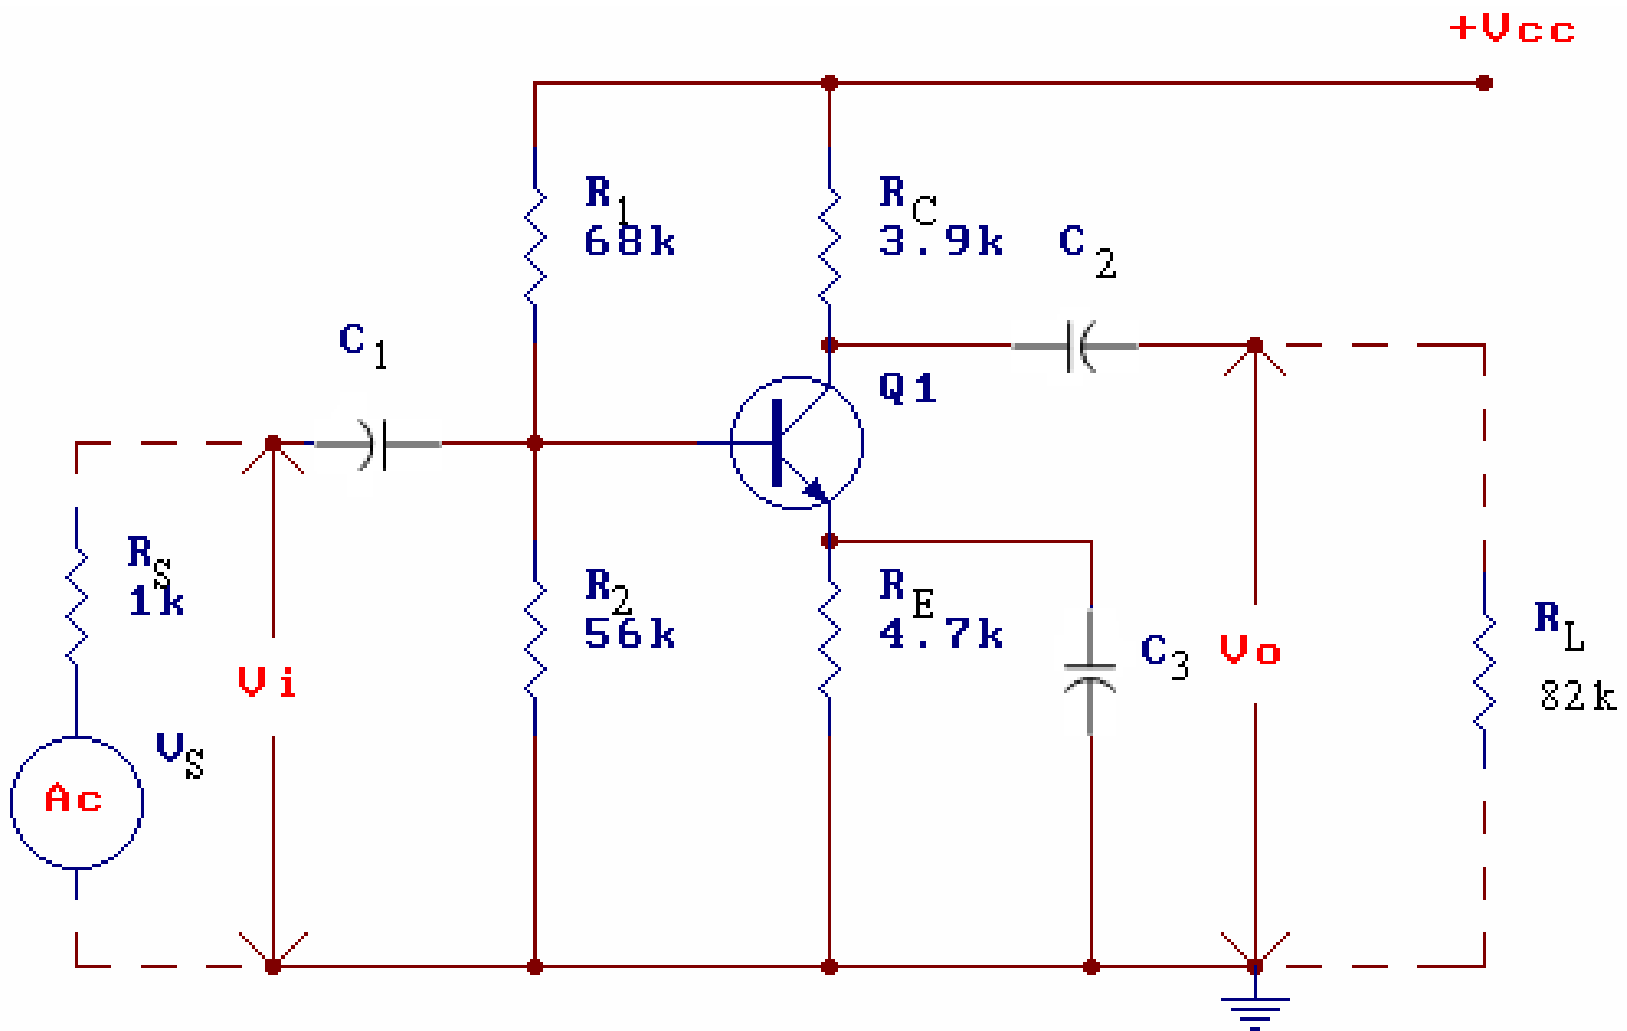 +Vcc
R1
68k
RC
3.9k
C2
C1
Q1
RS
1k
R2
56k
RE
4.7k
C3
Vi
Vo
RL
82k
VS
Ac